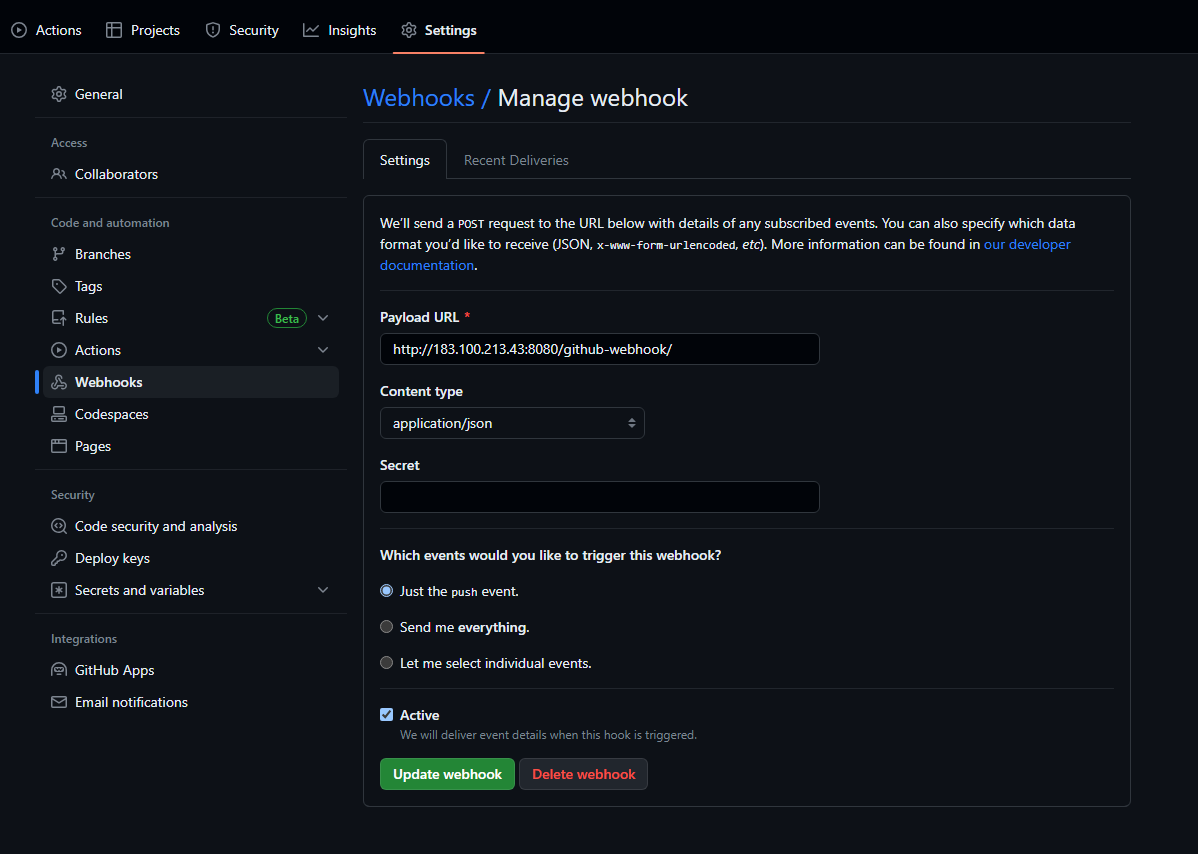 Actions Projects Security Insights Settings
General
Access
Collaborators
Code and automation
Branches
Tags
Rules Beta
Actions
Webhooks
Codespaces
Pages
Security
Code security and analysis
Deploy keys
Secrets and variables
Integrations
GitHub Apps
Email notifications
Webhooks / Manage webhook
Settings Recent Deliveries
We’ll send a POST request to the URL below with details of any subscribed events. You can also specify which data
format you’d like to receive (JSON, x-www-form-urlencoded, etc). More information can be found in our developer
documentation.
Payload URL *
http://183.100.213.43:8080/github-webhook/
Content type
application/json
Secret
Which events would you like to trigger this webhook?
Just the push event.
Send me everything.
Let me select individual events.
Active
We will deliver event details when this hook is triggered.
Update webhook Delete webhook